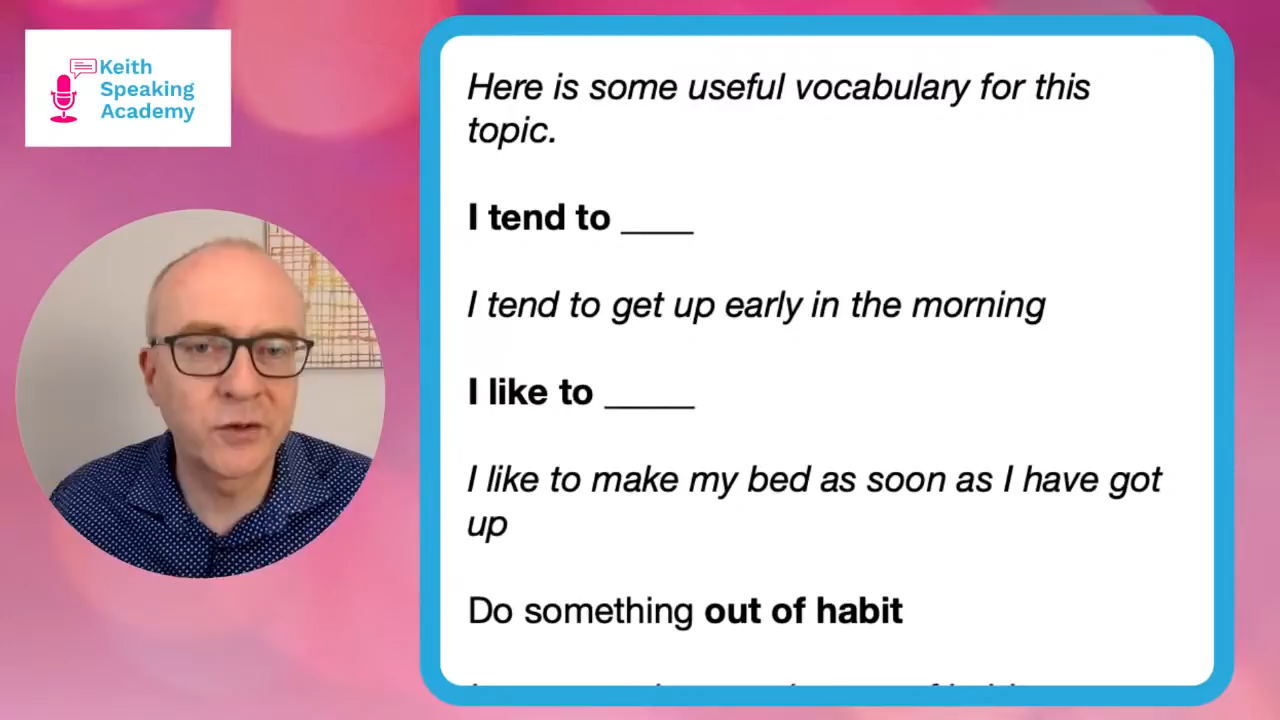 Keith
Speaking
Academy
Here is some useful vocabulary for this
topic.
I tend to ____
I tend to get up early in the morning
I like to _____
I like to make my bed as soon as I have got
up
Do something out of habit